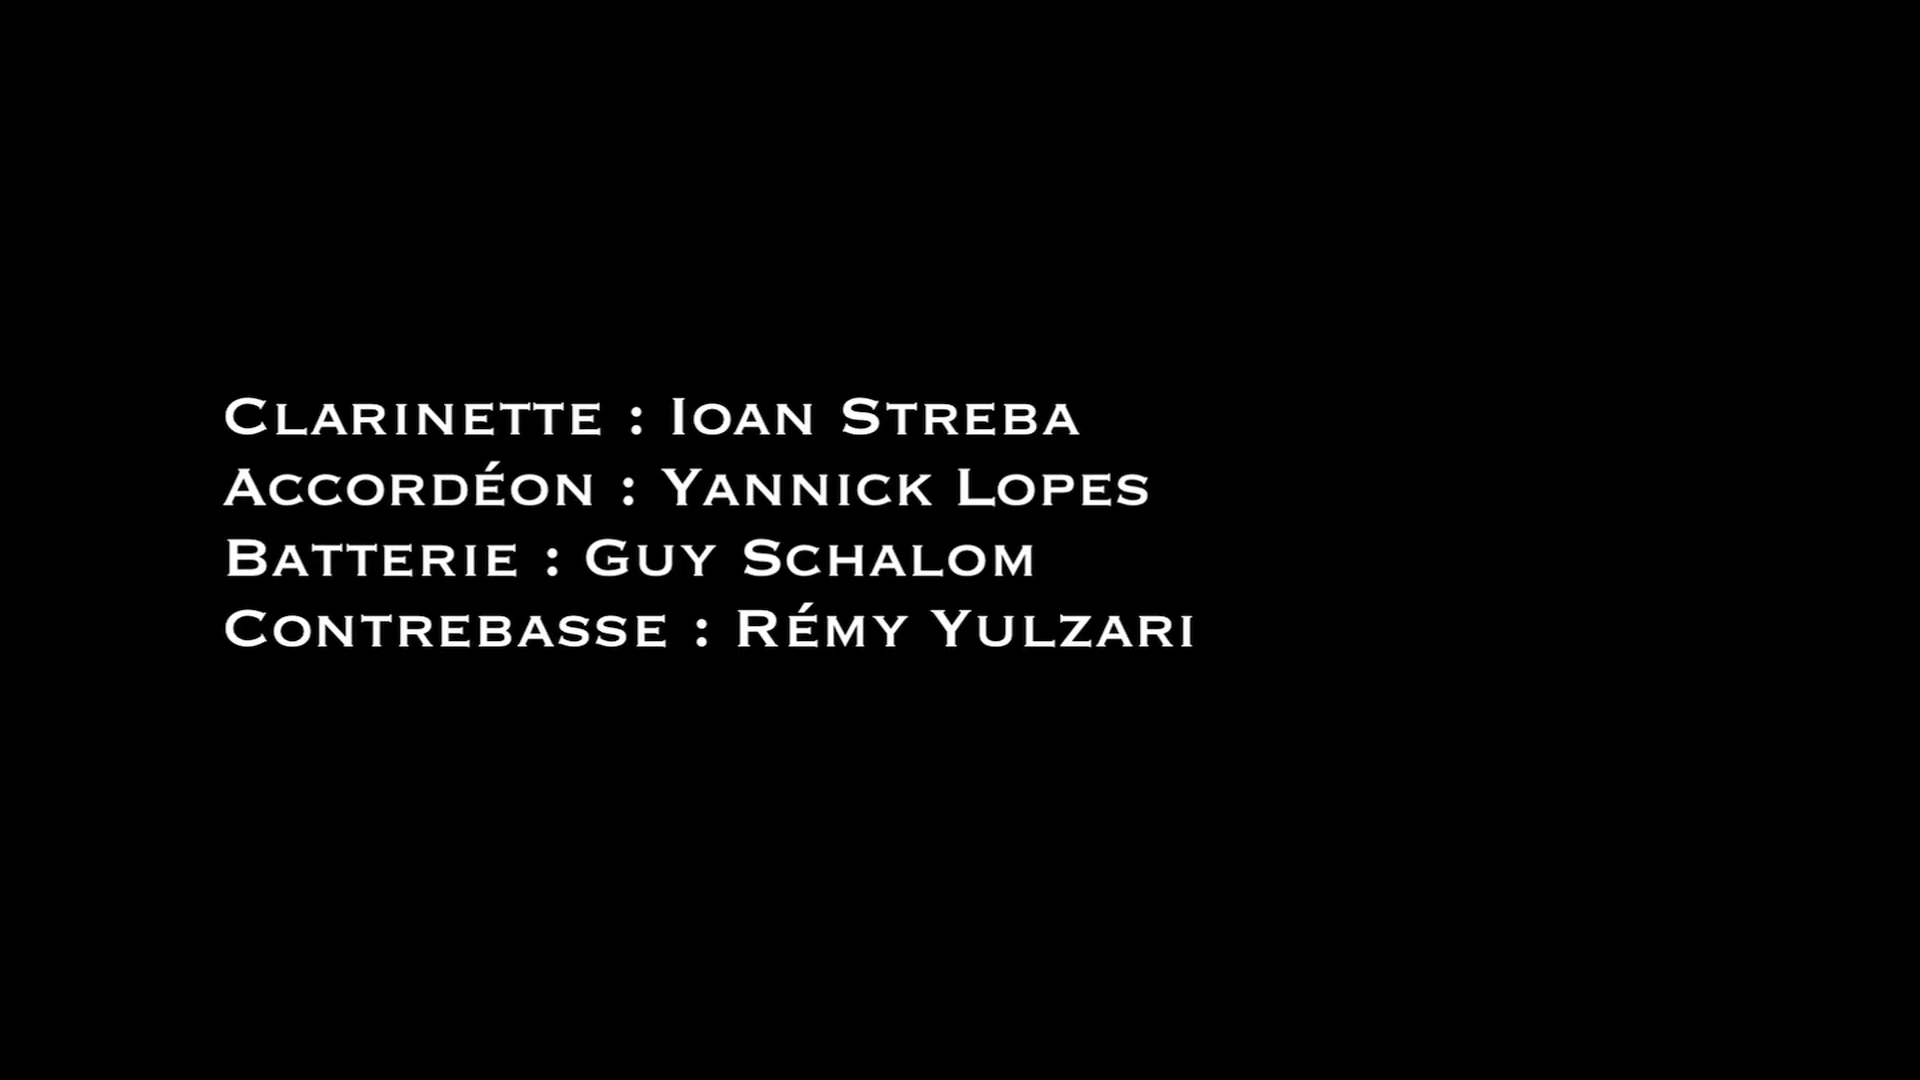 Clarinette : Ioan Streba
Accordéon : Yannick Lopes
Batterie : Guy Schalom
Contrebasse : Rémy Yulzari